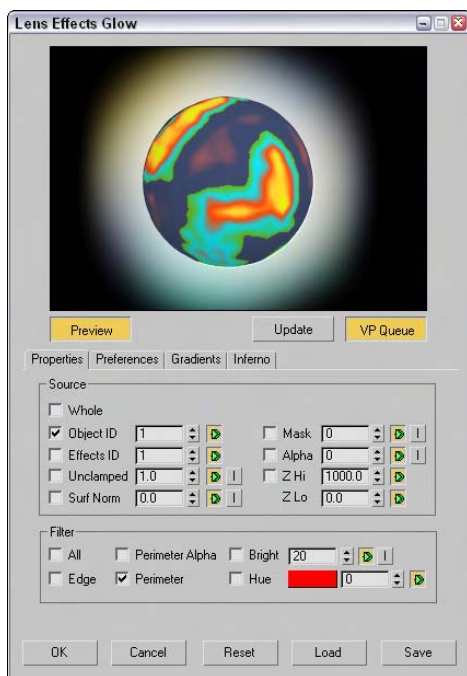 Lens Effects Glow
Preview Update VP Queue
Properties Preferences Gradients Inferno
Source
Whole
Object ID 1 Mask 0
Effects ID 1 Alpha 0 I
Unclamped 1.0 I Z Hi 1000.0
Surf Norm 0.0 I Z Lo 0.0
Filter
All Perimeter Alpha Bright 20 I
Edge Perimeter Hue 0
OK Cancel Reset Load Save